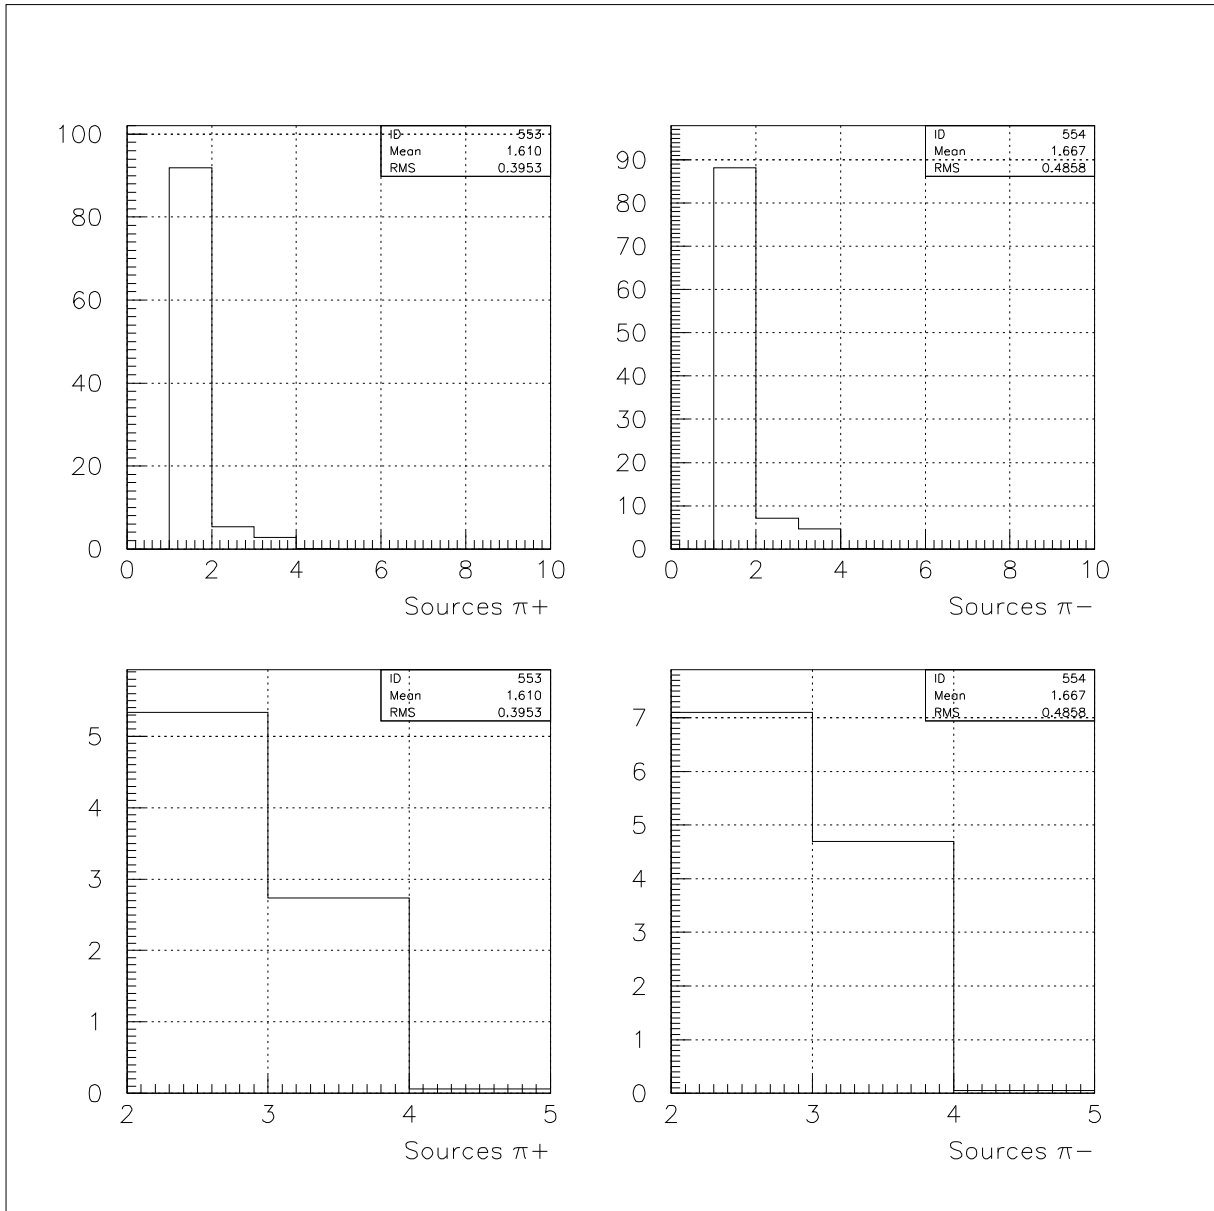 100
80
60
40
20
0
0 2 4 6 8 10
Sources π+
ID 553
Mean 1.610
RMS 0.3953
90
80
70
60
50
40
30
20
10
0
0 2 4 6 8 10
Sources π−
ID 554
Mean 1.667
RMS 0.4858
5
4
3
2
1
0
2 3 4 5
Sources π+
ID 553
Mean 1.610
RMS 0.3953
7
6
5
4
3
2
1
0
2 3 4 5
Sources π−
ID 554
Mean 1.667
RMS 0.4858